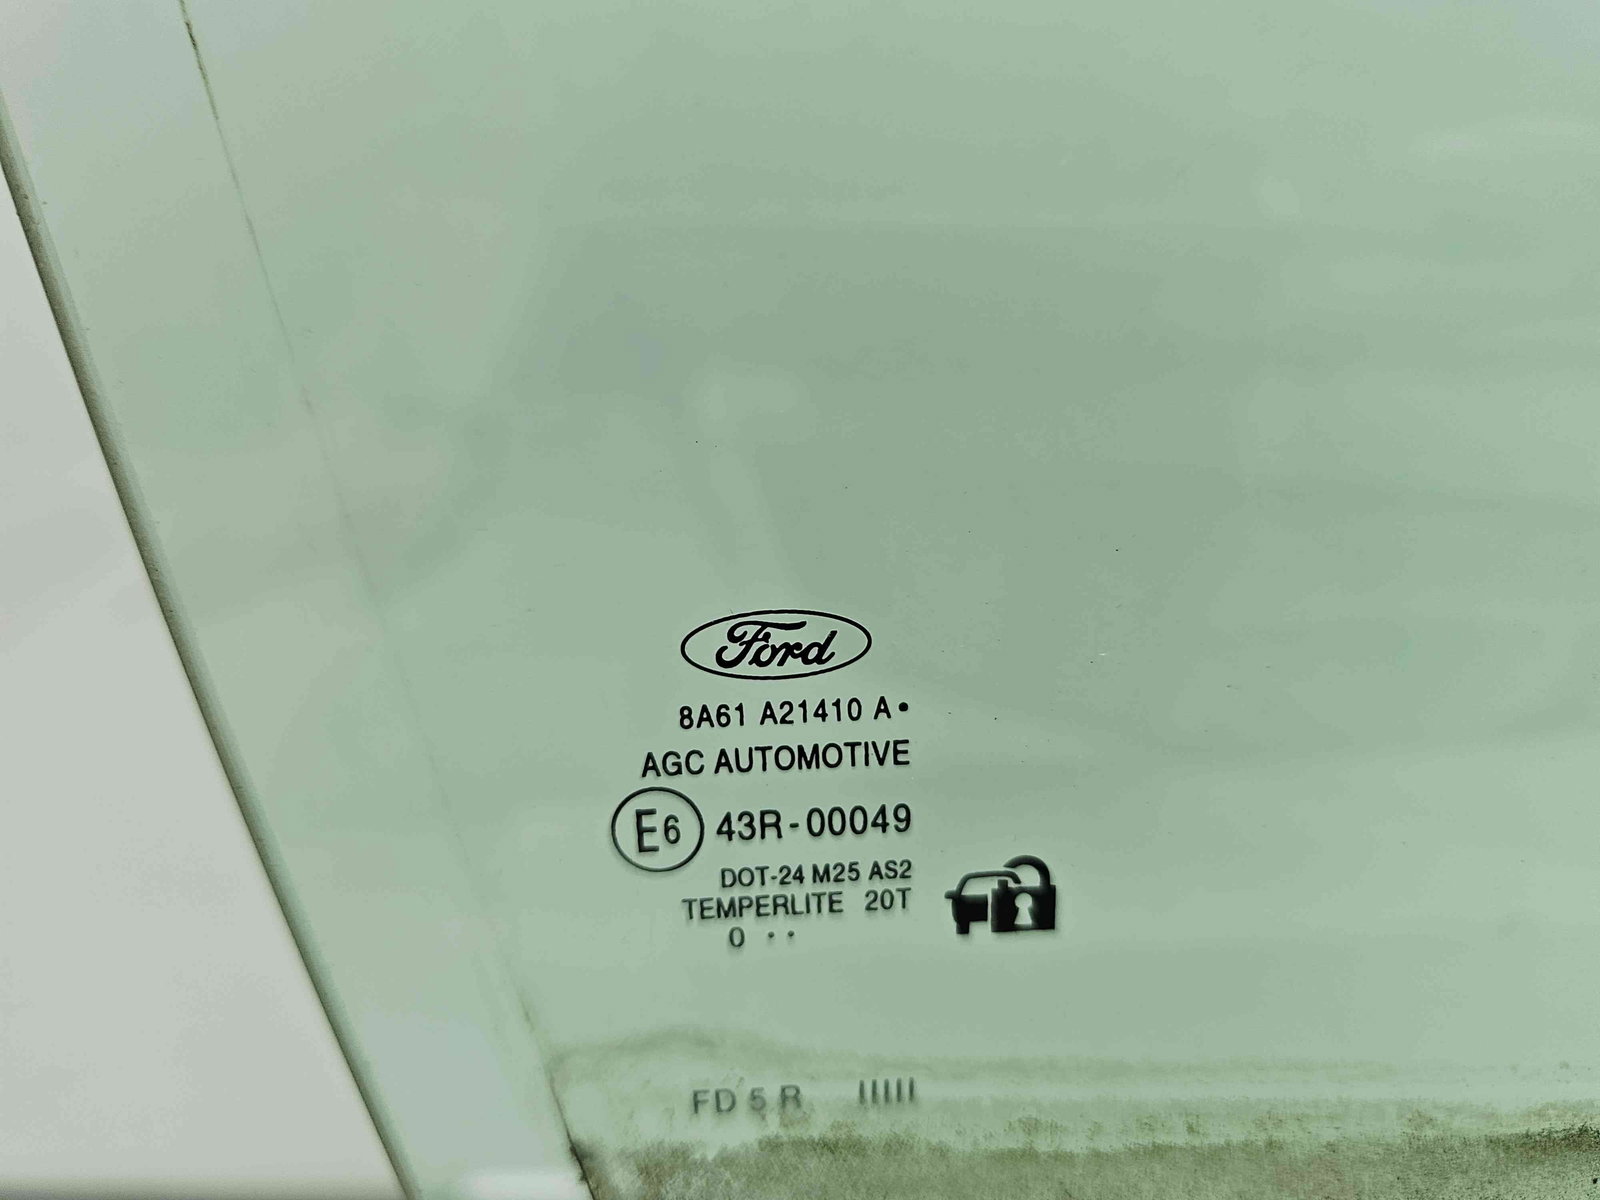 Ford
8A61 A21410 A•
AGC AUTOMOTIVE
E6 43R-00049
DOT-24 M25 AS2
TEMPERLITE 20T
0 ··
FD 5 R IIIII